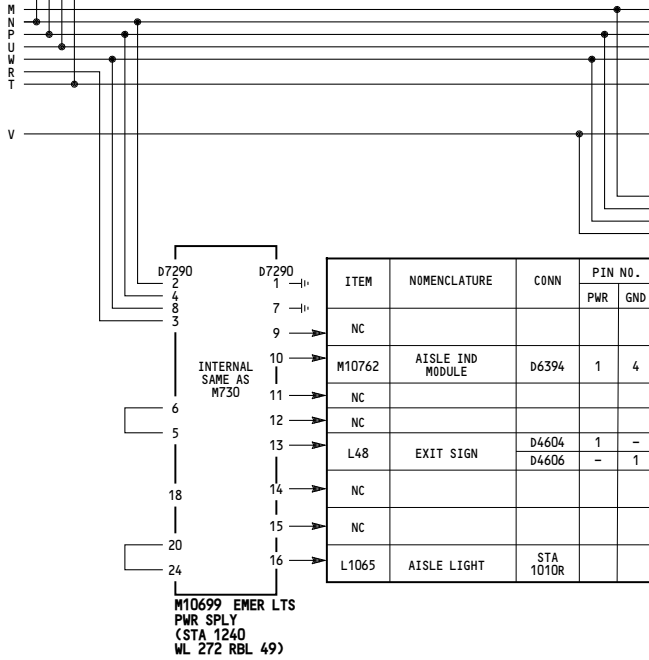 M
N
P
U
W
R
T
V
D7290 D7290
2
4
8
3
6
5
18
20
24
INTERNAL
SAME AS
M730
1
7
9
10
11
12
13
14
15
16
M10699 EMER LTS
PWR SPLY
(STA 1240
WL 272 RBL 49)
ITEM NOMENCLATURE CONN PIN NO.
PWR GND
NC
M10762 AISLE IND MODULE D6394 1 4
NC
NC
L48 EXIT SIGN D4604 1 –
D4606 – 1
NC
NC
L1065 AISLE LIGHT STA 1010R